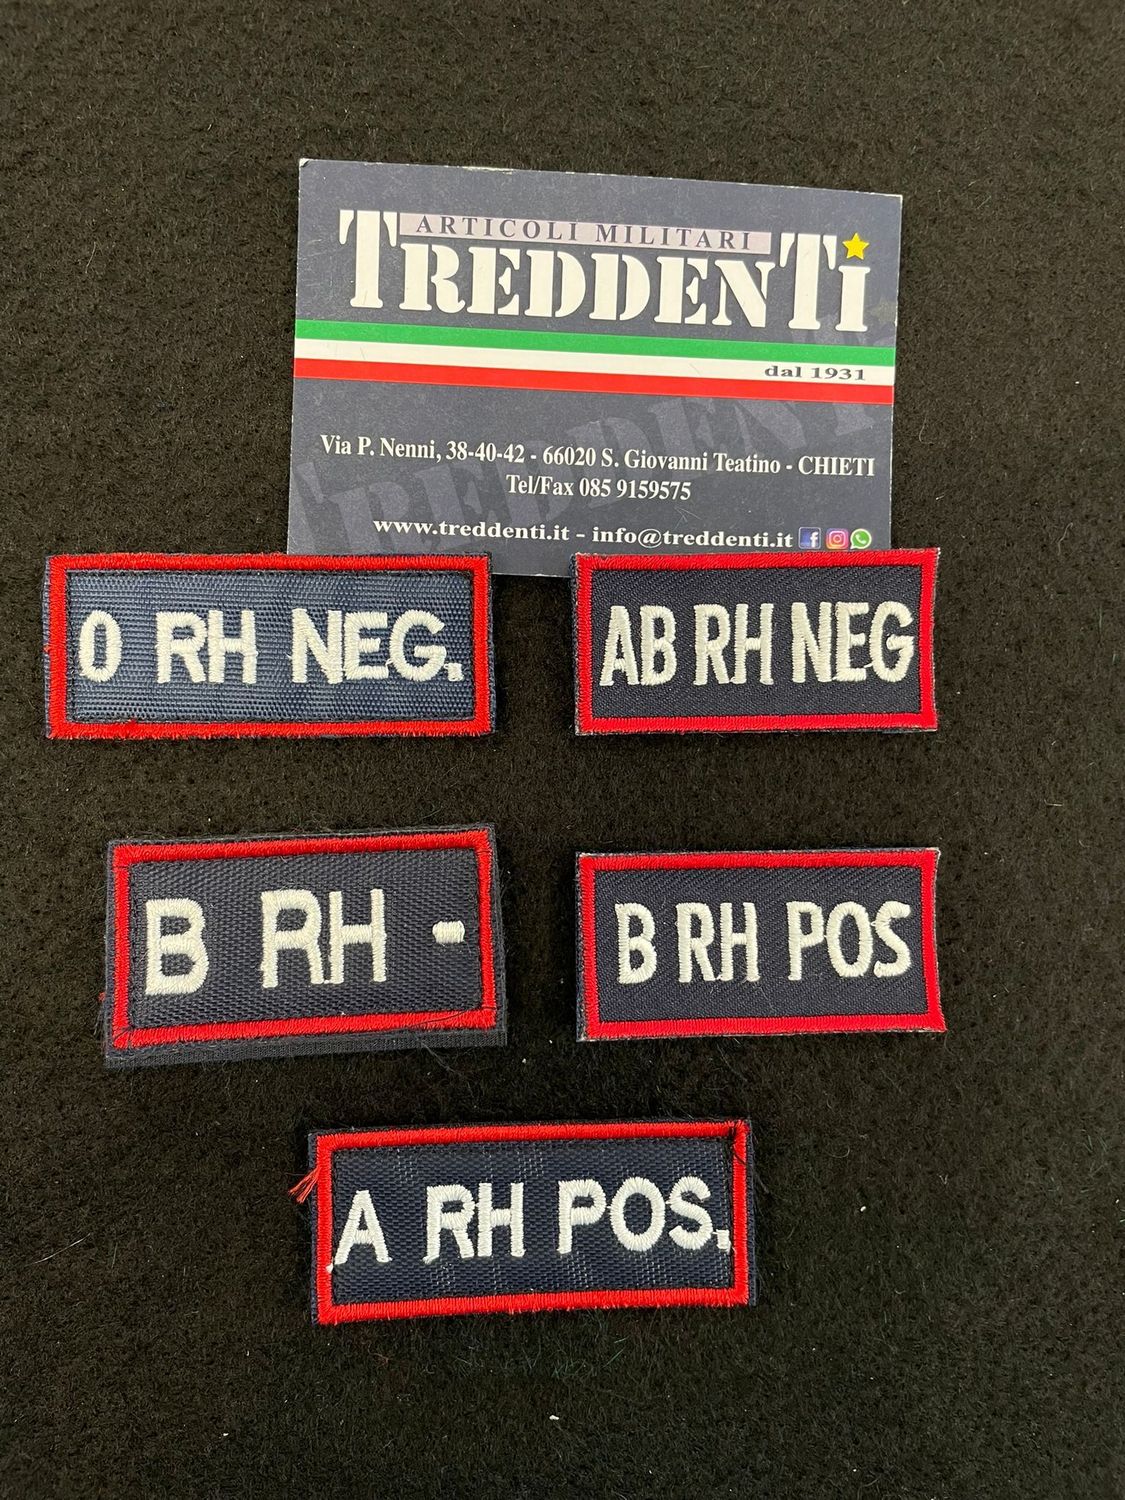 ARTICOLI MILITARI
TREDDENTi
dal 1931
TREDDENT
Via P. Nenni, 38-40-42 - 66020 S. Giovanni Teatino - CHIETI
Tel/Fax 085 9159575
www.treddenti.it - info@treddenti.it
0 RH NEG.
AB RH NEG
B RH -
B RH POS
A RH POS.